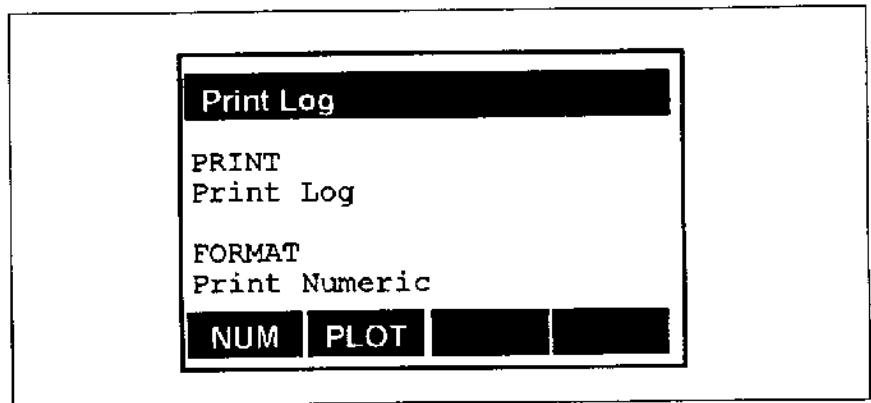 Print Log
PRINT
Print Log
FORMAT
Print Numeric
NUM PLOT